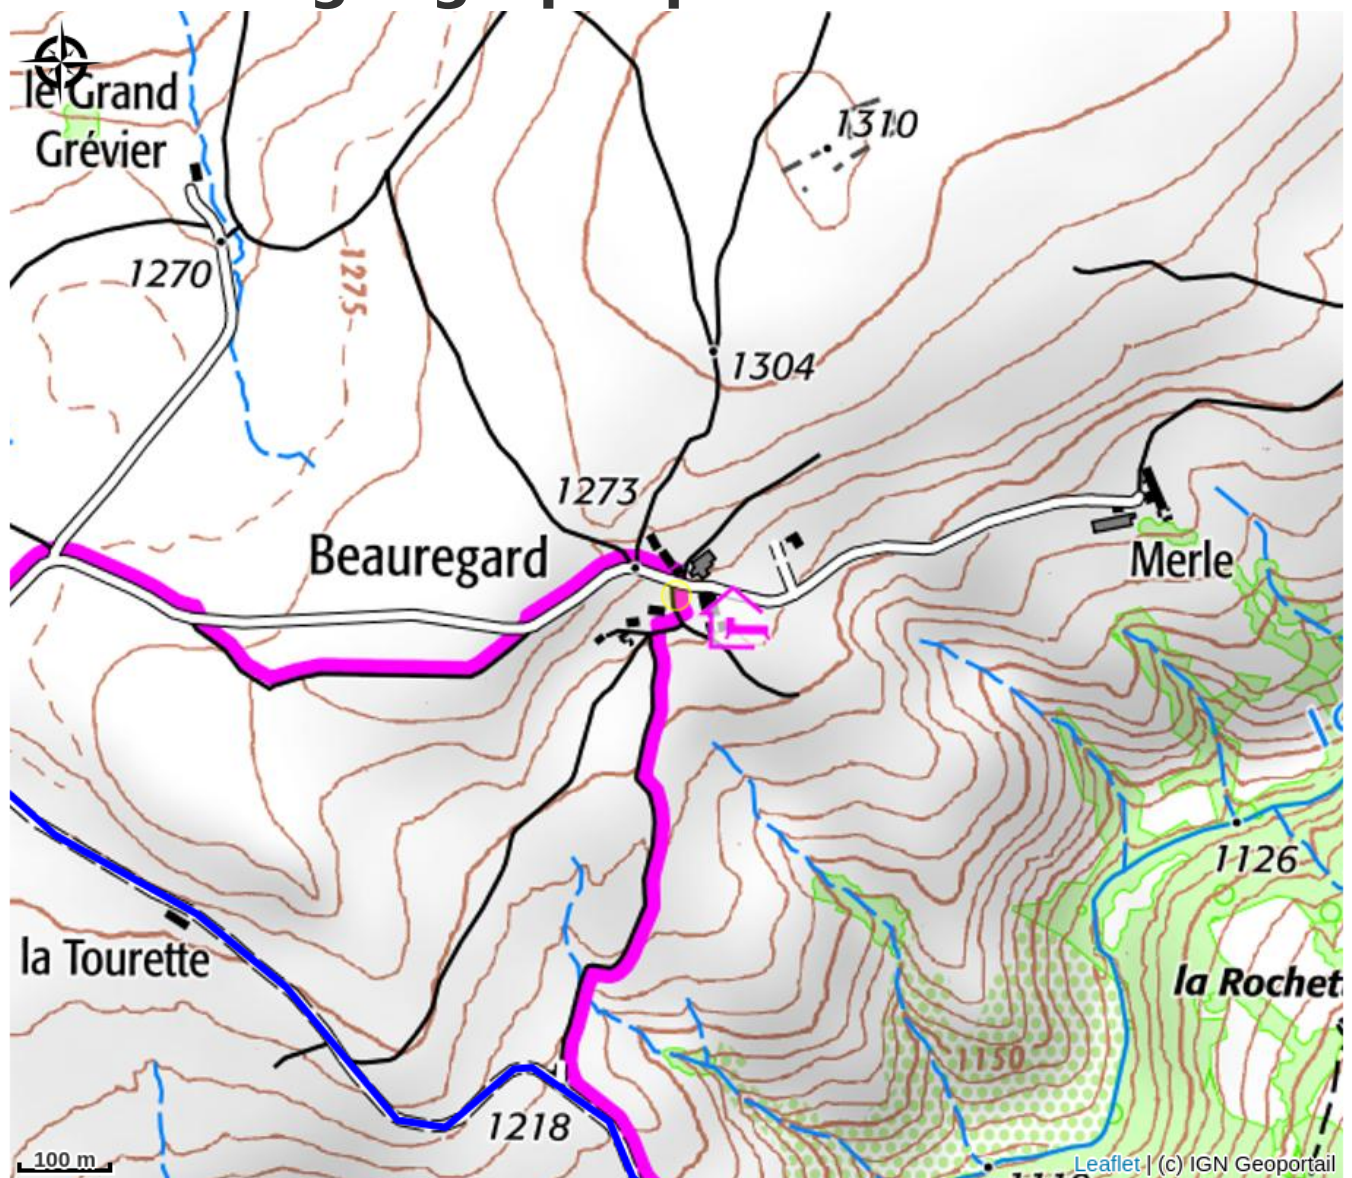 le Grand
Grévier
1310
1270
1275
1304
1273
Beauregard
Merle
1126
la Tourette
la Rochet
1150
1218
100 m
Leaflet | (c) IGN Geoportail